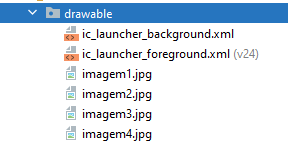 drawable
ic_launcher_background.xml
ic_launcher_foreground.xml (v24)
imagem1.jpg
imagem2.jpg
imagem3.jpg
imagem4.jpg